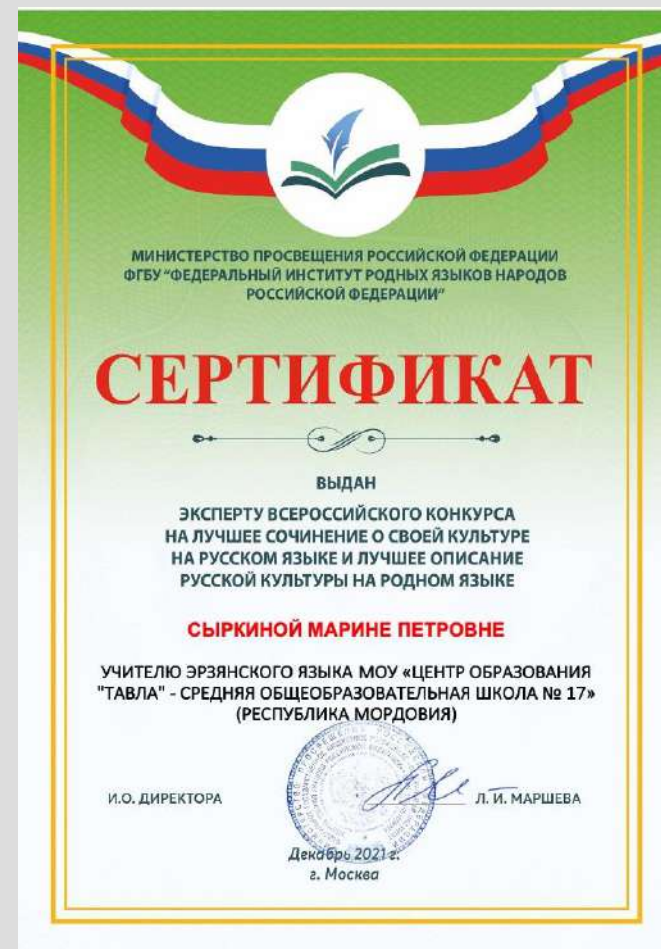 МИНИСТЕРСТВО ПРОСВЕЩЕНИЯ РОССИЙСКОЙ ФЕДЕРАЦИИ
ФГБУ "ФЕДЕРАЛЬНЫЙ ИНСТИТУТ РОДНЫХ ЯЗЫКОВ НАРОДОВ
РОССИЙСКОЙ ФЕДЕРАЦИИ"
СЕРТИФИКАТ
ВЫДАН
ЭКСПЕРТУ ВСЕРОССИЙСКОГО КОНКУРСА
НА ЛУЧШЕЕ СОЧИНЕНИЕ О СВОЕЙ КУЛЬТУРЕ
НА РУССКОМ ЯЗЫКЕ И ЛУЧШЕЕ ОПИСАНИЕ
РУССКОЙ КУЛЬТУРЫ НА РОДНОМ ЯЗЫКЕ
СЫРКИНОЙ МАРИНЕ ПЕТРОВНЕ
УЧИТЕЛЮ ЭРЗЯНСКОГО ЯЗЫКА МОУ «ЦЕНТР ОБРАЗОВАНИЯ
"ТАВЛА" - СРЕДНЯЯ ОБЩЕОБРАЗОВАТЕЛЬНАЯ ШКОЛА № 17»
(РЕСПУБЛИКА МОРДОВИЯ)
И.О. ДИРЕКТОРА Л. И. МАРШЕВА
Декабрь 2021 г.
г. Москва